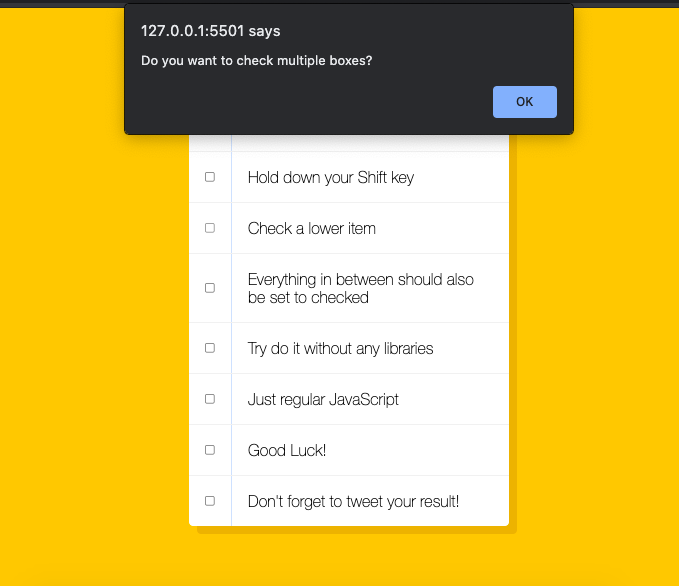 127.0.0.1:5501 says
Do you want to check multiple boxes?
OK
Hold down your Shift key
Check a lower item
Everything in between should also
be set to checked
Try do it without any libraries
Just regular JavaScript
Good Luck!
Don't forget to tweet your result!